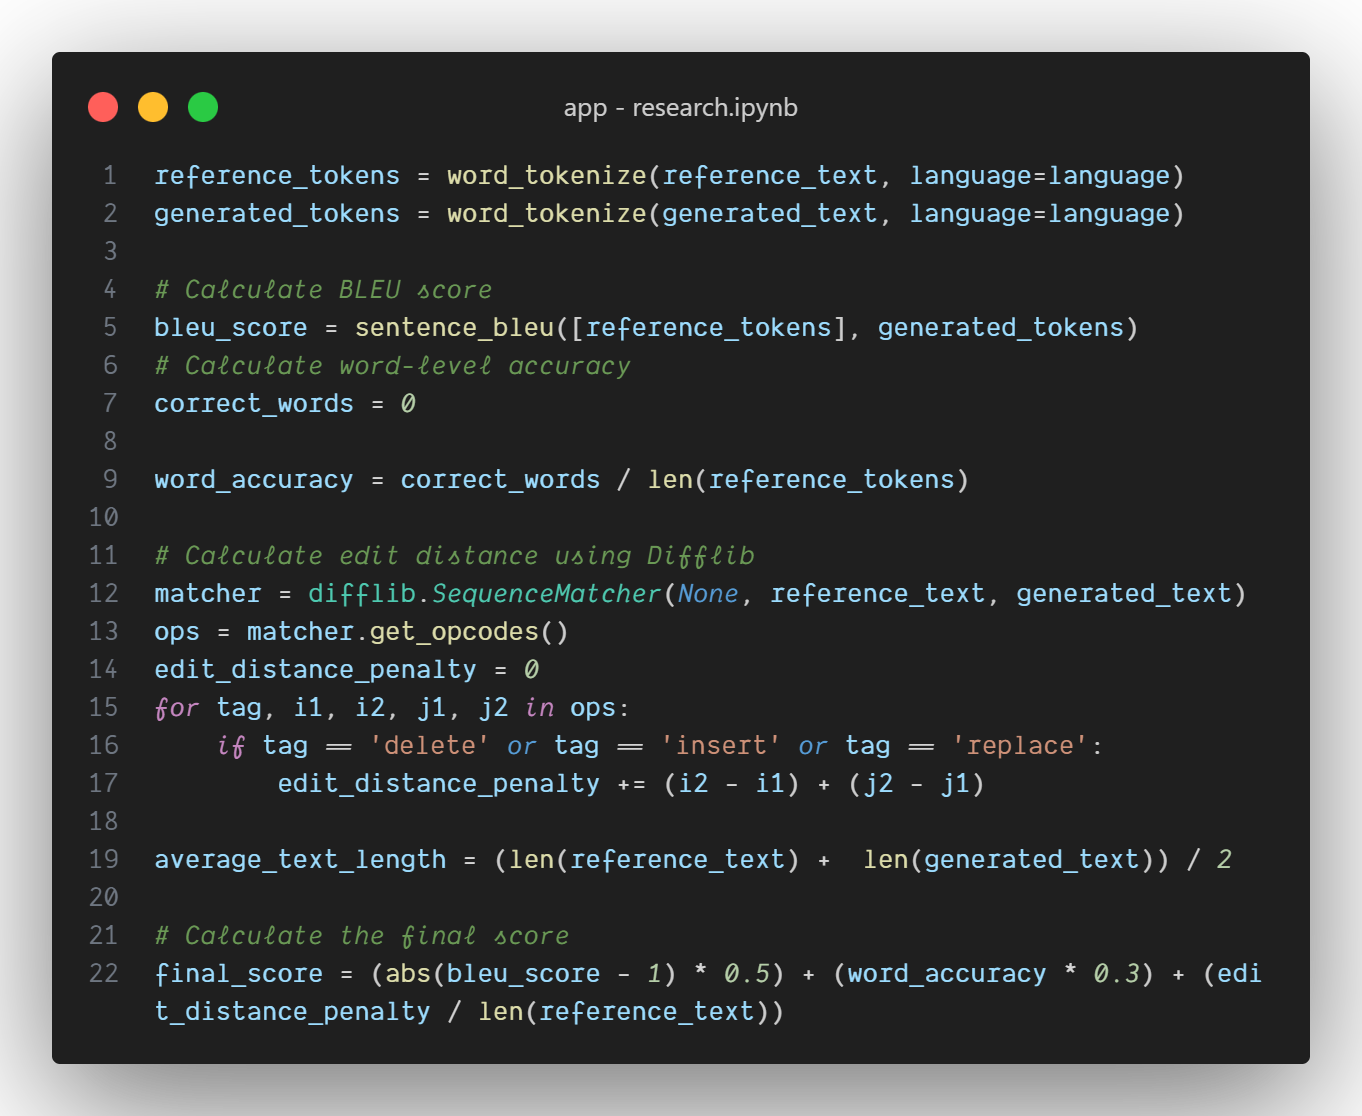 app - research.ipynb
1 reference_tokens = word_tokenize(reference_text, language=language)
2 generated_tokens = word_tokenize(generated_text, language=language)
3
4 # Calculate BLEU score
5 bleu_score = sentence_bleu([reference_tokens], generated_tokens)
6 # Calculate word-level accuracy
7 correct_words = 0
8
9 word_accuracy = correct_words / len(reference_tokens)
10
11 # Calculate edit distance using Difflib
12 matcher = difflib.SequenceMatcher(None, reference_text, generated_text)
13 ops = matcher.get_opcodes()
14 edit_distance_penalty = 0
15 for tag, i1, i2, j1, j2 in ops:
16     if tag == 'delete' or tag == 'insert' or tag == 'replace':
17         edit_distance_penalty += (i2 - i1) + (j2 - j1)
18
19 average_text_length = (len(reference_text) +  len(generated_text)) / 2
20
21 # Calculate the final score
22 final_score = (abs(bleu_score - 1) * 0.5) + (word_accuracy * 0.3) + (edi
t_distance_penalty / len(reference_text))